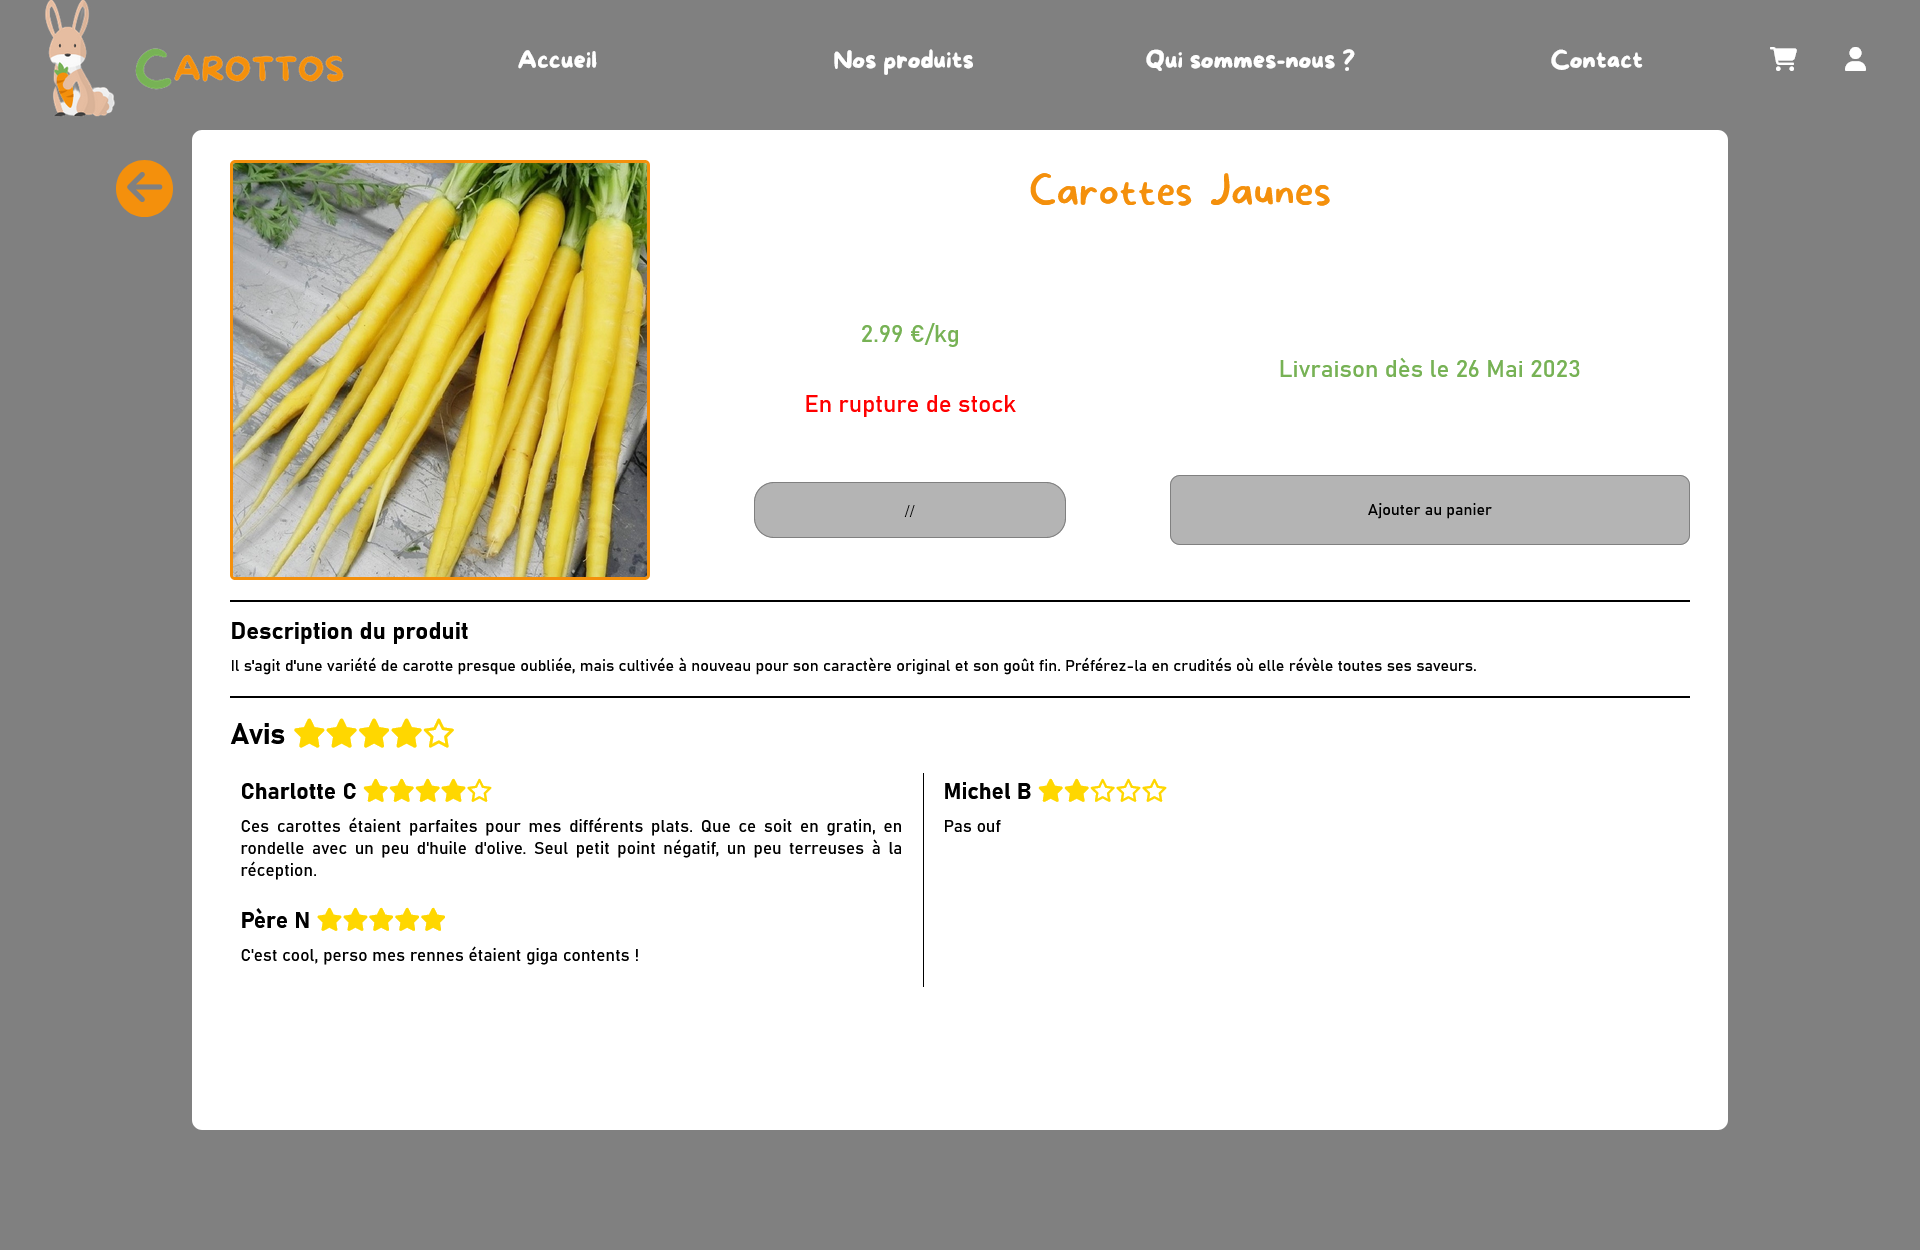 CAROTTOS
Accueil
Nos produits
Qui sommes-nous ?
Contact
Carottes Jaunes
2.99 €/kg
En rupture de stock
Livraison dès le 26 Mai 2023
//
Ajouter au panier
Description du produit
Il s'agit d'une variété de carotte presque oubliée, mais cultivée à nouveau pour son caractère original et son goût fin. Préférez-la en crudités où elle révèle toutes ses saveurs.
Avis
Charlotte C
Ces carottes étaient parfaites pour mes différents plats. Que ce soit en gratin, en
rondelle avec un peu d'huile d'olive. Seul petit point négatif, un peu terreuses à la
réception.
Père N
C'est cool, perso mes rennes étaient giga contents !
Michel B
Pas ouf